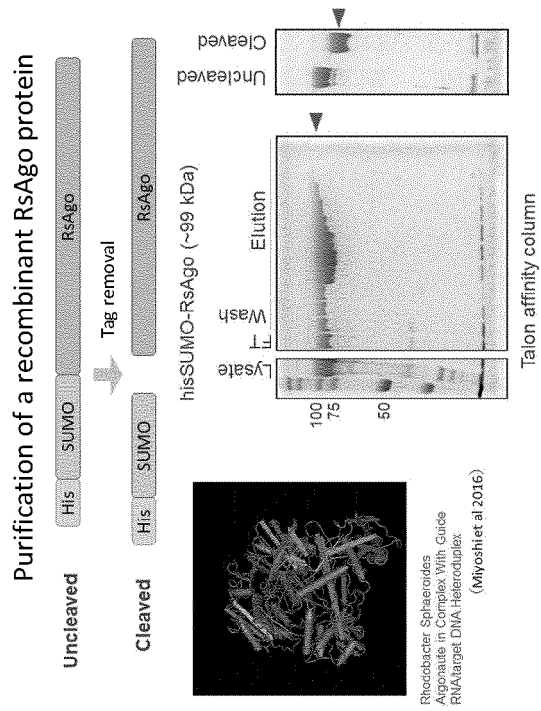 Purification of a recombinant RsAgo protein
Uncleaved
His
SUMO
RsAgo
Tag removal
Cleaved
His
SUMO
RsAgo
hisSUMO-RsAgo (~99 kDa)
Lysate
FT
Wash
Elution
Uncleaved
Cleaved
100
75
50
Talon affinity column
Rhodobacter Sphaeroides
Argonaute in Complex With Guide
RNA/target DNA Heteroduplex
(Miyoshi et al 2016)